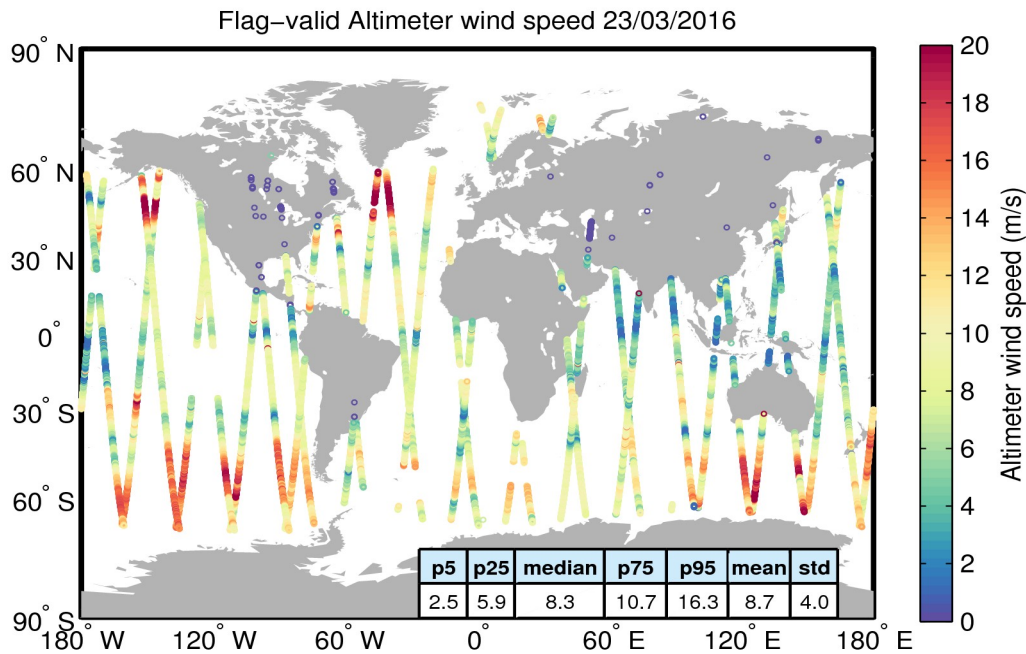 Flag−valid Altimeter wind speed 23/03/2016
90° N
60° N
30° N
0°
30° S
60° S
90° S
180° W
120° W
60° W
0°
60° E
120° E
180° E
p5 p25 median p75 p95 mean std
2.5 5.9 8.3 10.7 16.3 8.7 4.0
20
18
16
14
12
10
8
6
4
2
0
Altimeter wind speed (m/s)